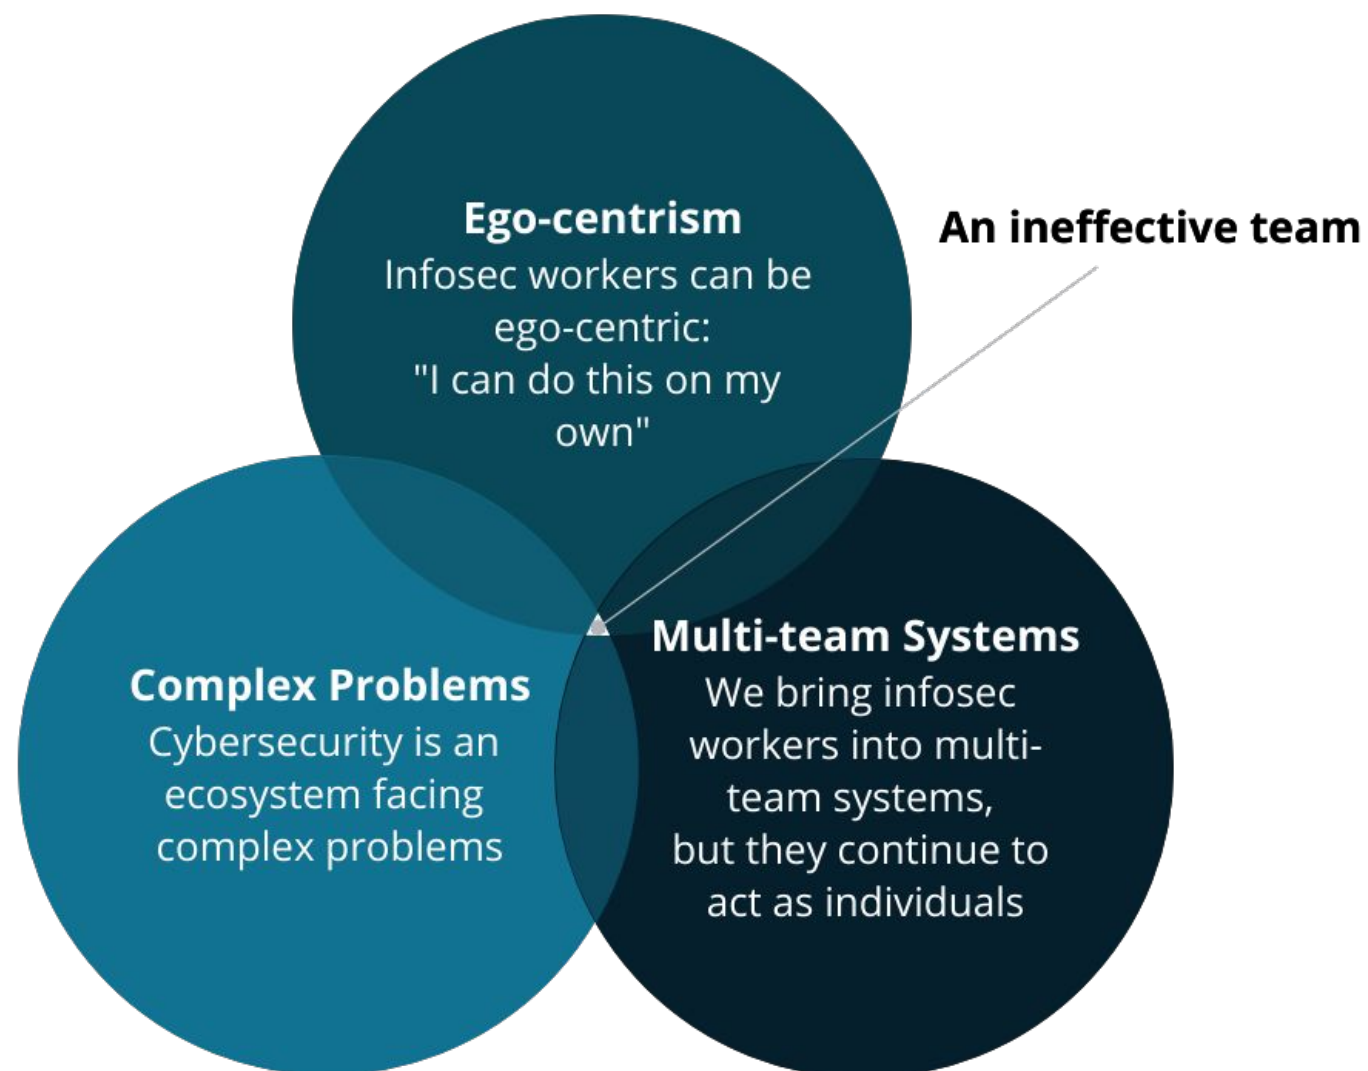 Ego-centrism
Infosec workers can be
ego-centric:
"I can do this on my
own"
An ineffective team
Complex Problems
Cybersecurity is an
ecosystem facing
complex problems
Multi-team Systems
We bring infosec
workers into multi-
team systems,
but they continue to
act as individuals